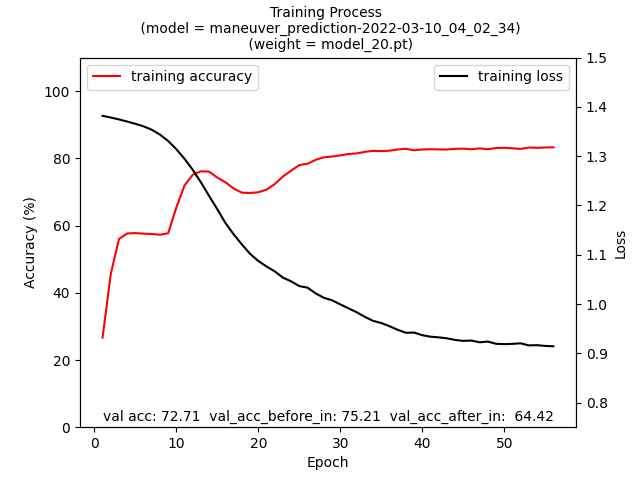 Training Process
(model = maneuver_prediction-2022-03-10_04_02_34)
(weight = model_20.pt)
training accuracy
training loss
100
80
60
40
20
0
Accuracy (%)
1.5
1.4
1.3
1.2
1.1
1.0
0.9
0.8
Loss
val acc: 72.71  val_acc_before_in: 75.21  val_acc_after_in:  64.42
0 10 20 30 40 50
Epoch